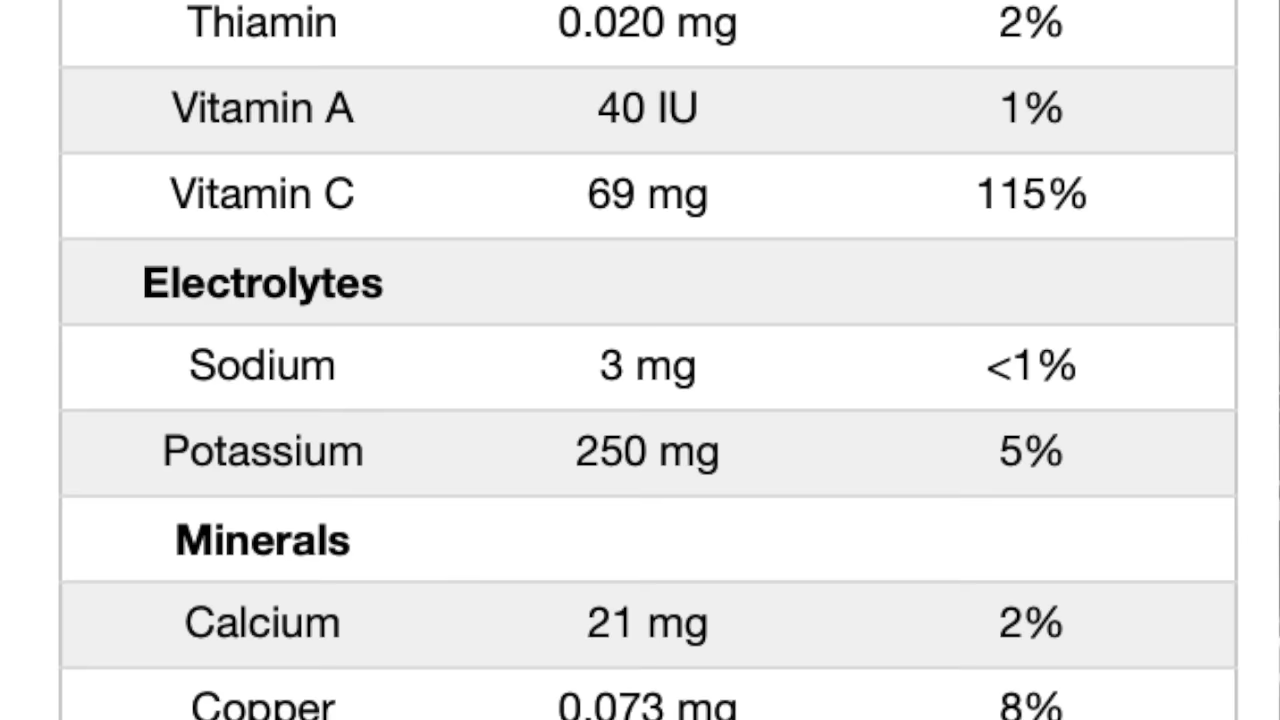 Thiamin 0.020 mg 2%
Vitamin A 40 IU 1%
Vitamin C 69 mg 115%
Electrolytes
Sodium 3 mg <1%
Potassium 250 mg 5%
Minerals
Calcium 21 mg 2%
Copper 0.073 mg 8%